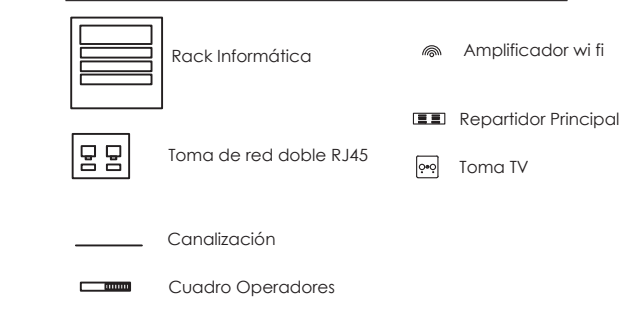 Rack Informática
Amplificador wi fi
Repartidor Principal
Toma de red doble RJ45
Toma TV
Canalización
Cuadro Operadores